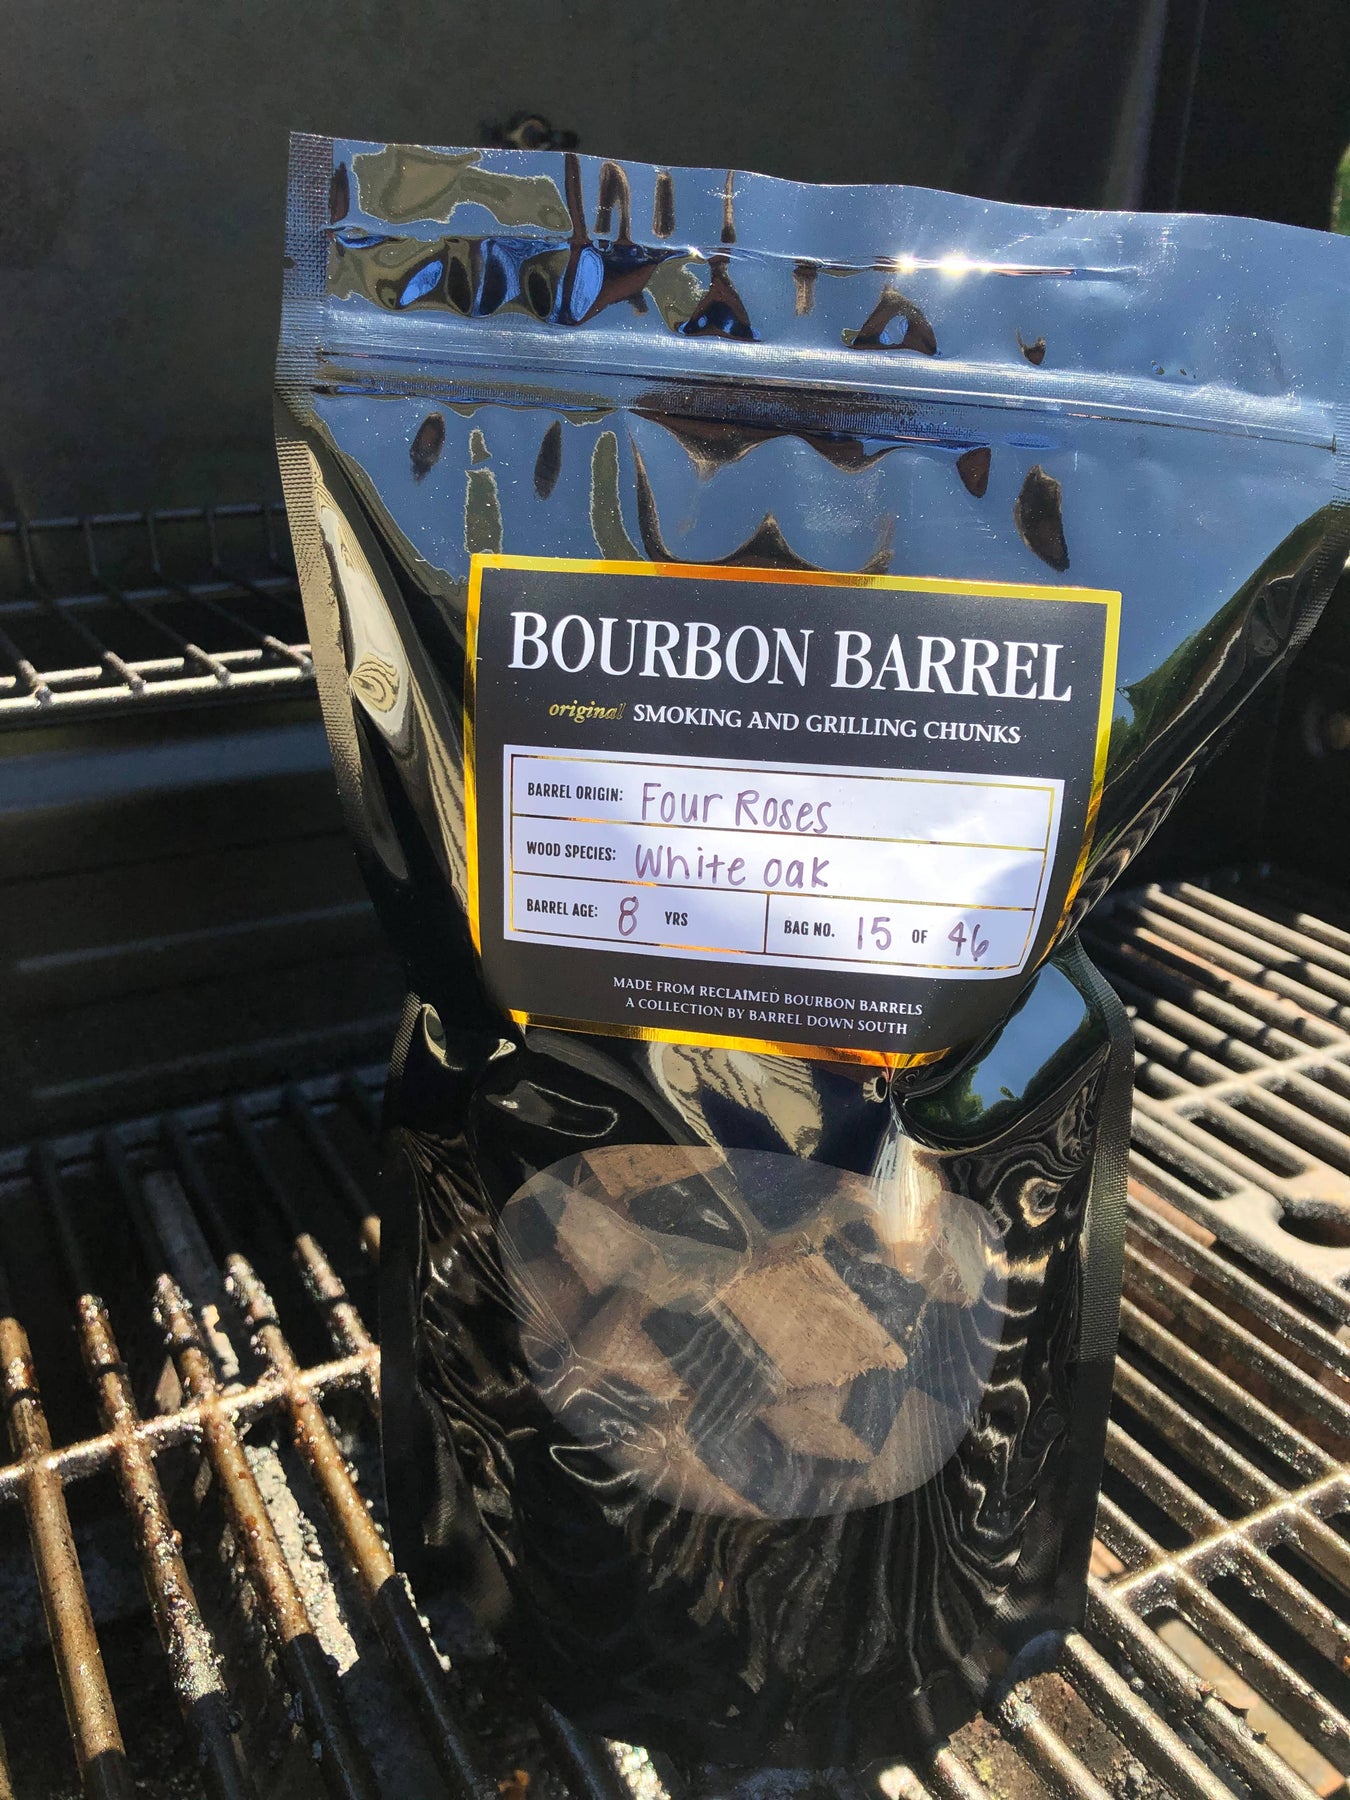 BOURBON BARREL
original SMOKING AND GRILLING CHUNKS
BARREL ORIGIN: Four Roses
WOOD SPECIES: White oak
BARREL AGE: 8 YRS BAG NO. 15 OF 46
MADE FROM RECLAIMED BOURBON BARRELS
A COLLECTION BY BARREL DOWN SOUTH